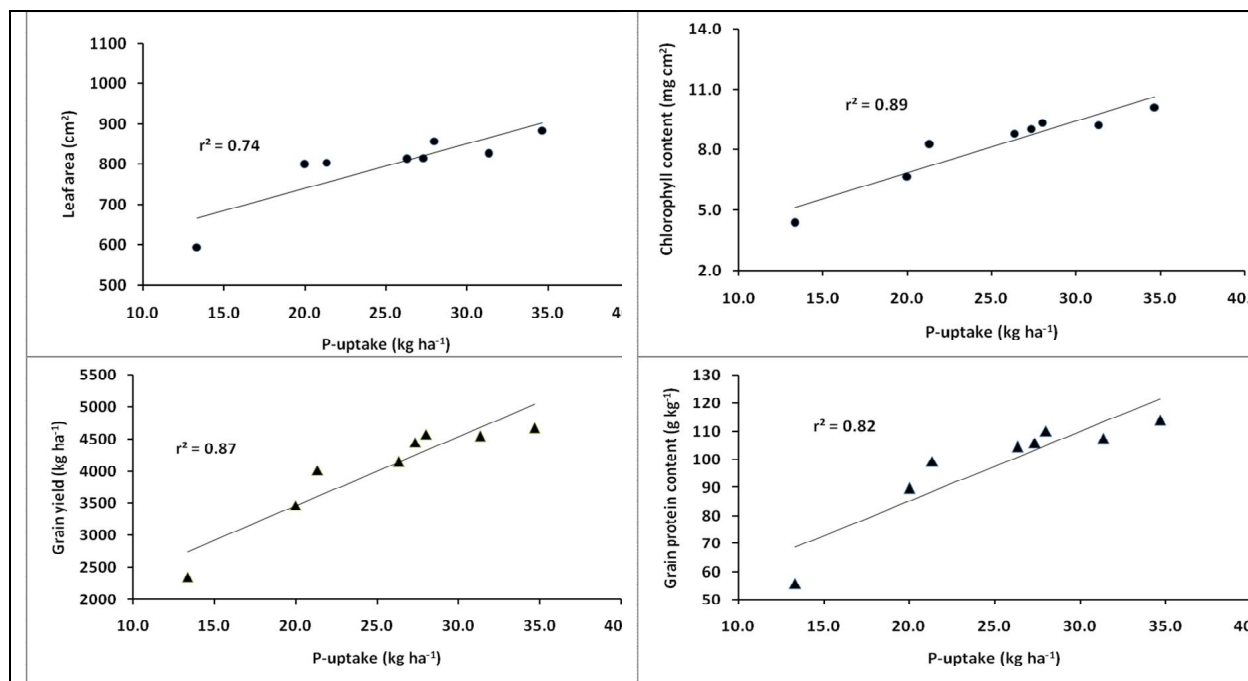 1100
1000
900
800
700
600
500
Leaf area (cm²)
r² = 0.74
10.0 15.0 20.0 25.0 30.0 35.0 40
P-uptake (kg ha⁻¹)
14.0
11.0
8.0
5.0
2.0
Chlorophyll content (mg cm²)
r² = 0.89
10.0 15.0 20.0 25.0 30.0 35.0 40.
P-uptake (kg ha⁻¹)
5500
5000
4500
4000
3500
3000
2500
2000
Grain yield (kg ha⁻¹)
r² = 0.87
10.0 15.0 20.0 25.0 30.0 35.0 40.
P-uptake (kg ha⁻¹)
130
120
110
100
90
80
70
60
50
Grain protein content (g kg⁻¹)
r² = 0.82
10.0 15.0 20.0 25.0 30.0 35.0 40
P-uptake (kg ha⁻¹)